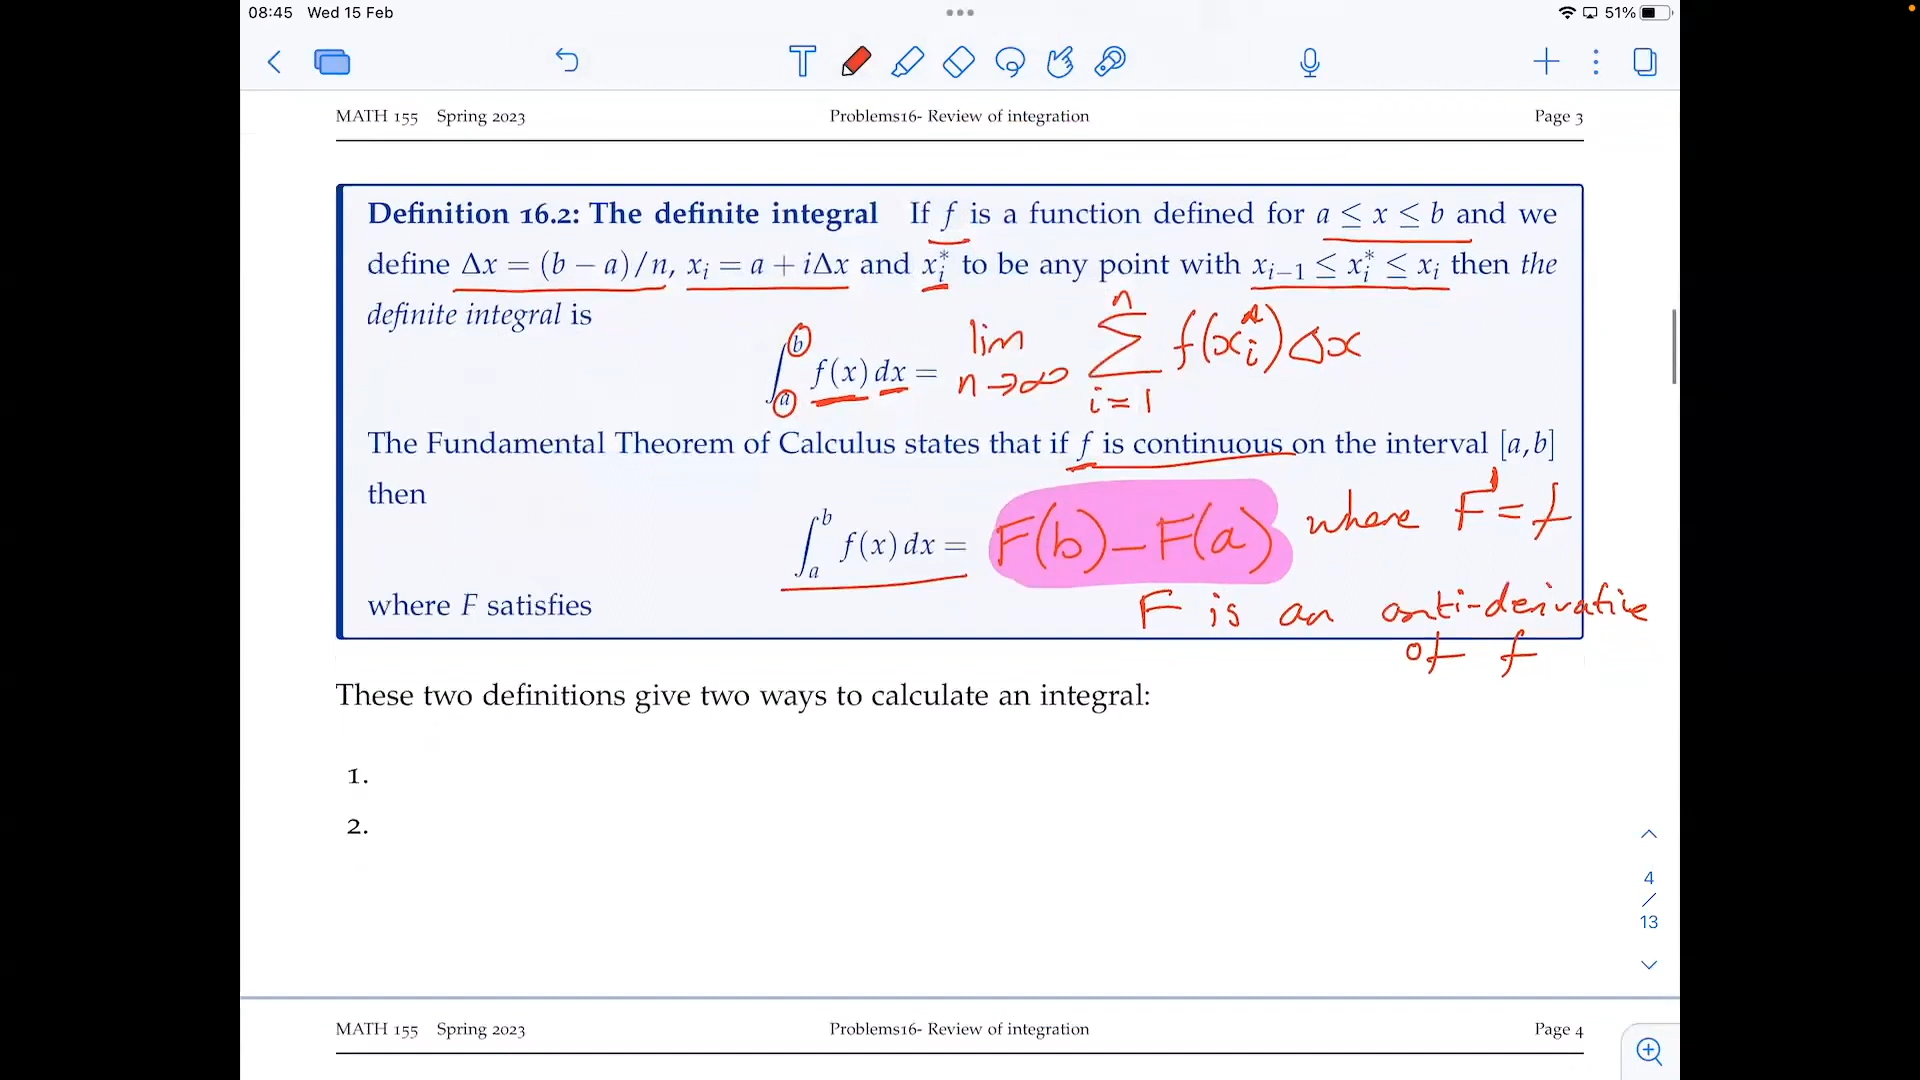 08:45 Wed 15 Feb
51%
MATH 155 Spring 2023 Problems16- Review of integration Page 3
Definition 16.2: The definite integral If f is a function defined for a ≤ x ≤ b and we
define Δx = (b − a)/n, xᵢ = a + iΔx and xᵢ* to be any point with xᵢ₋₁ ≤ xᵢ* ≤ xᵢ then the
definite integral is
∫ₐᵇ f(x) dx = lim n→∞ ∑ i=1 n f(xᵢ*) Δx
The Fundamental Theorem of Calculus states that if f is continuous on the interval [a, b]
then
∫ₐᵇ f(x) dx = F(b) − F(a) where F' = f
where F satisfies F is an anti-derivative
of f
These two definitions give two ways to calculate an integral:
1.
2.
4
/
13
MATH 155 Spring 2023 Problems16- Review of integration Page 4